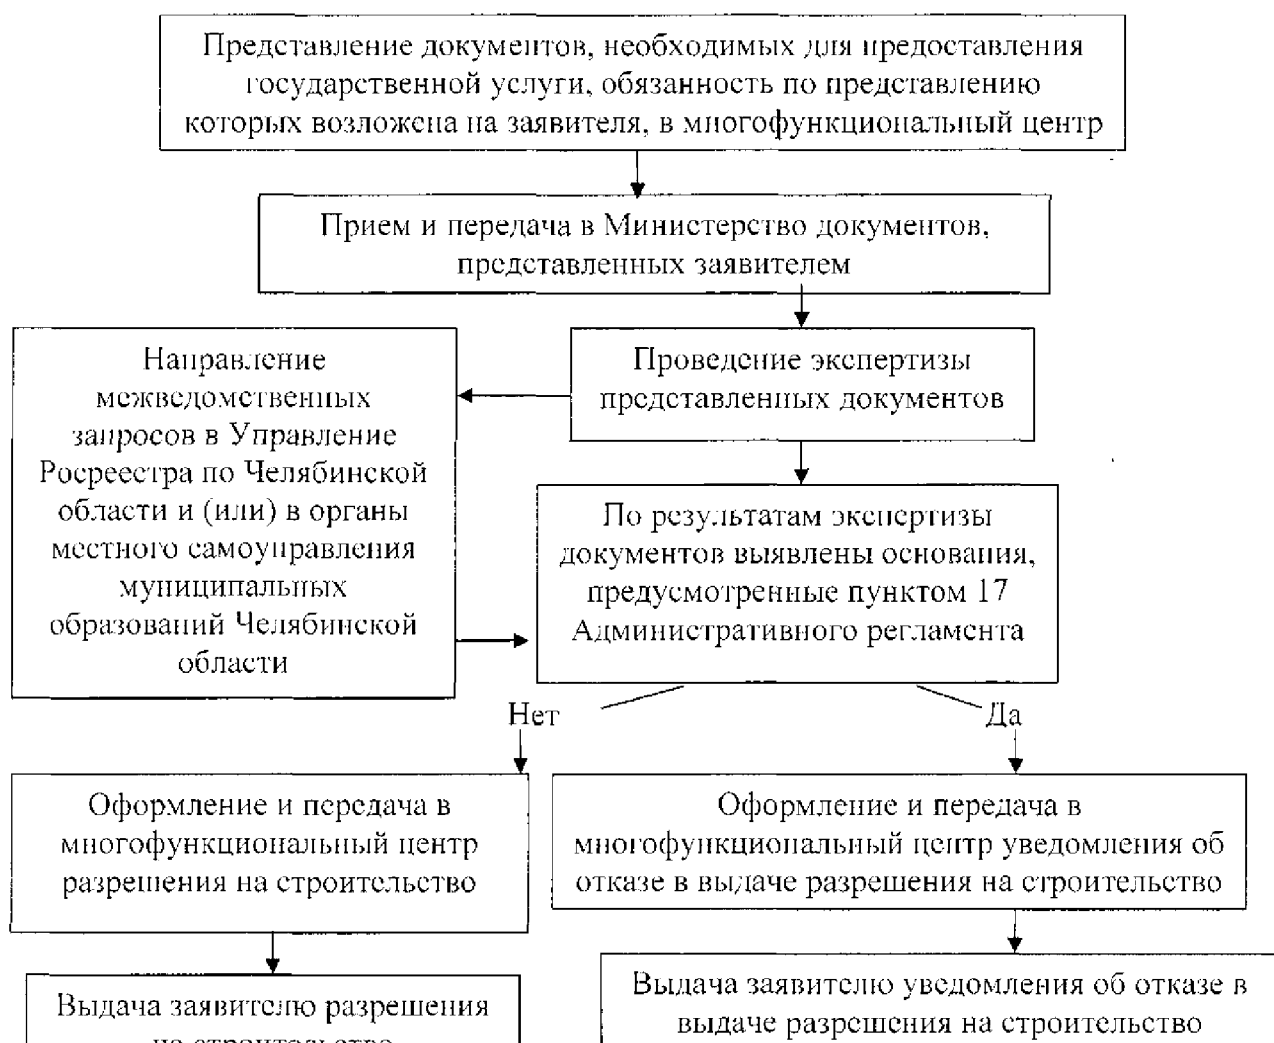 Представление документов, необходимых для предоставления
государственной услуги, обязанность по представлению
которых возложена на заявителя, в многофункциональный центр
Прием и передача в Министерство документов,
представленных заявителем
Проведение экспертизы
представленных документов
Направление
межведомственных
запросов в Управление
Росреестра по Челябинской
области и (или) в органы
местного самоуправления
муниципальных
образований Челябинской
области
По результатам экспертизы
документов выявлены основания,
предусмотренные пунктом 17
Административного регламента
Нет
Да
Оформление и передача в
многофункциональный центр
разрешения на строительство
Оформление и передача в
многофункциональный центр уведомления об
отказе в выдаче разрешения на строительство
Выдача заявителю разрешения
на строительство
Выдача заявителю уведомления об отказе в
выдаче разрешения на строительство